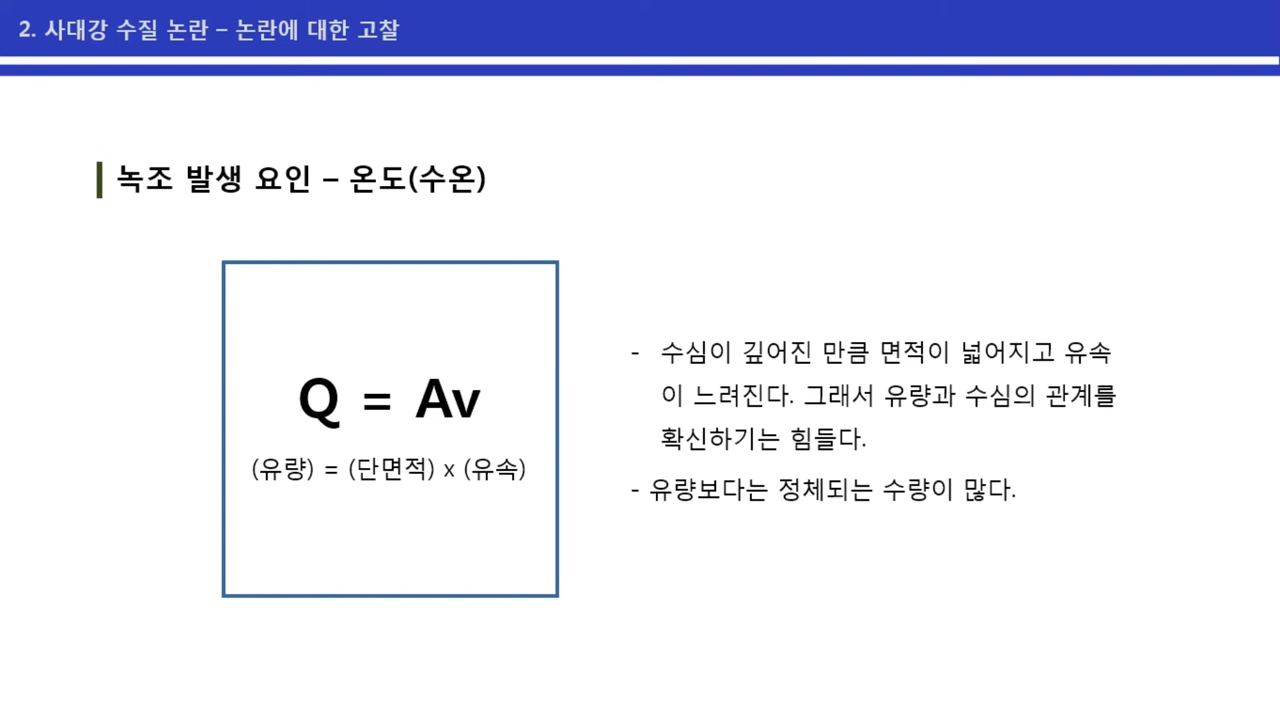 2. 사대강 수질 논란 – 논란에 대한 고찰
녹조 발생 요인 – 온도(수온)
Q = Av
(유량) = (단면적) x (유속)
- 수심이 깊어진 만큼 면적이 넓어지고 유속
이 느려진다. 그래서 유량과 수심의 관계를
확신하기는 힘들다.
- 유량보다는 정체되는 수량이 많다.